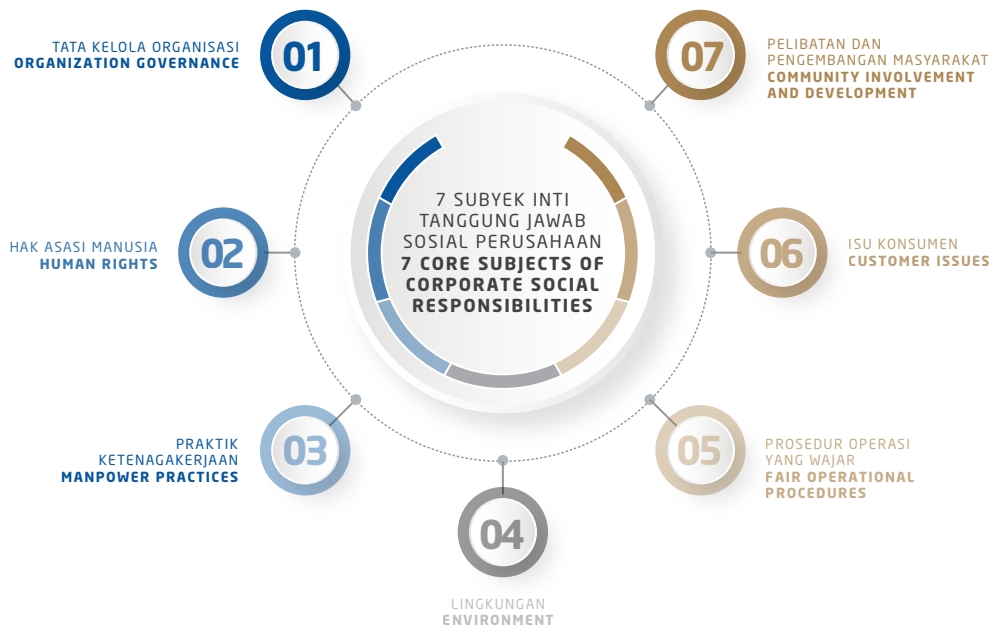 01
TATA KELOLA ORGANISASI
ORGANIZATION GOVERNANCE
02
HAK ASASI MANUSIA
HUMAN RIGHTS
03
PRAKTIK
KETENAGAKERJAAN
MANPOWER PRACTICES
04
LINGKUNGAN
ENVIRONMENT
05
PROSEDUR OPERASI
YANG WAJAR
FAIR OPERATIONAL
PROCEDURES
06
ISU KONSUMEN
CUSTOMER ISSUES
07
PELIBATAN DAN
PENGEMBANGAN MASYARAKAT
COMMUNITY INVOLVEMENT
AND DEVELOPMENT
7 SUBYEK INTI
TANGGUNG JAWAB
SOSIAL PERUSAHAAN
7 CORE SUBJECTS OF
CORPORATE SOCIAL
RESPONSIBILITIES